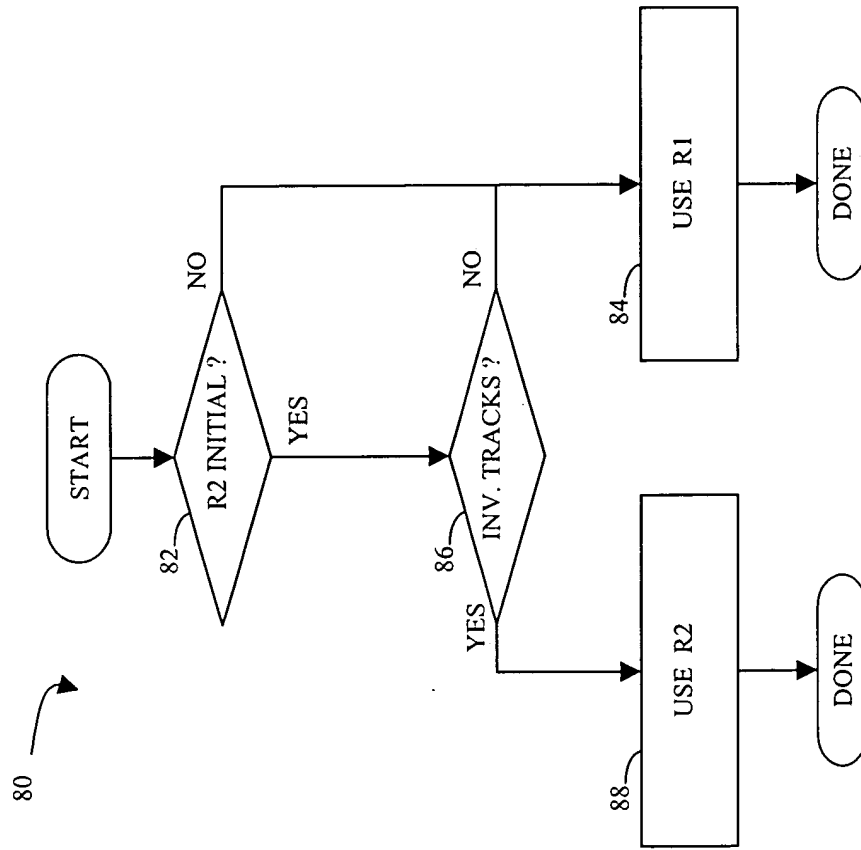 80
START
82
R2 INITIAL ?
NO
YES
86
INV. TRACKS ?
YES
NO
88
USE R2
84
USE R1
DONE
DONE